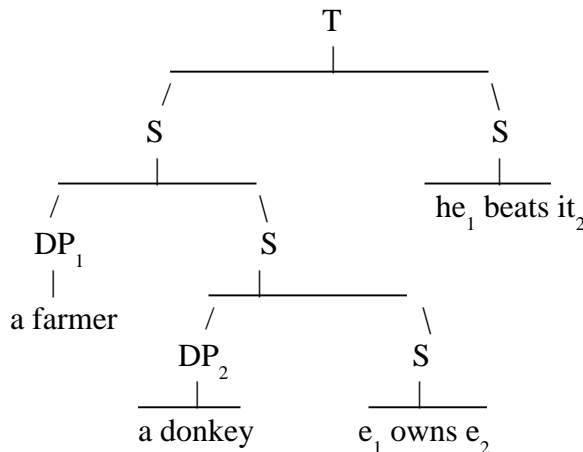 T
S S
he₁ beats it₂
DP₁ S
a farmer
DP₂ S
a donkey e₁ owns e₂